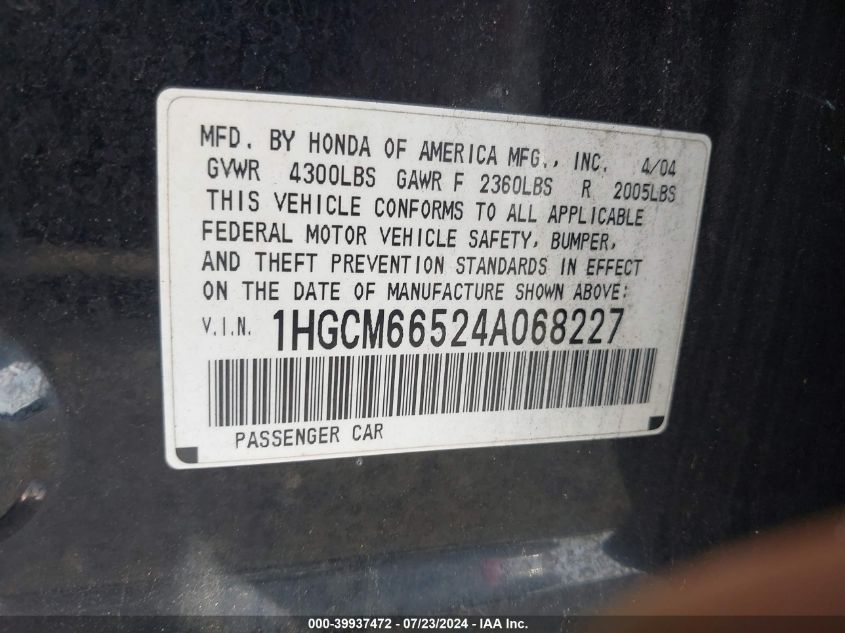 MFD. BY HONDA OF AMERICA MFG., INC. 4/04
GVWR 4300LBS GAWR F 2360LBS R 2005LBS
THIS VEHICLE CONFORMS TO ALL APPLICABLE
FEDERAL MOTOR VEHICLE SAFETY, BUMPER,
AND THEFT PREVENTION STANDARDS IN EFFECT
ON THE DATE OF MANUFACTURE SHOWN ABOVE:
V.I.N. 1HGCM66524A068227
PASSENGER CAR
000-39937472 - 07/23/2024 - IAA Inc.